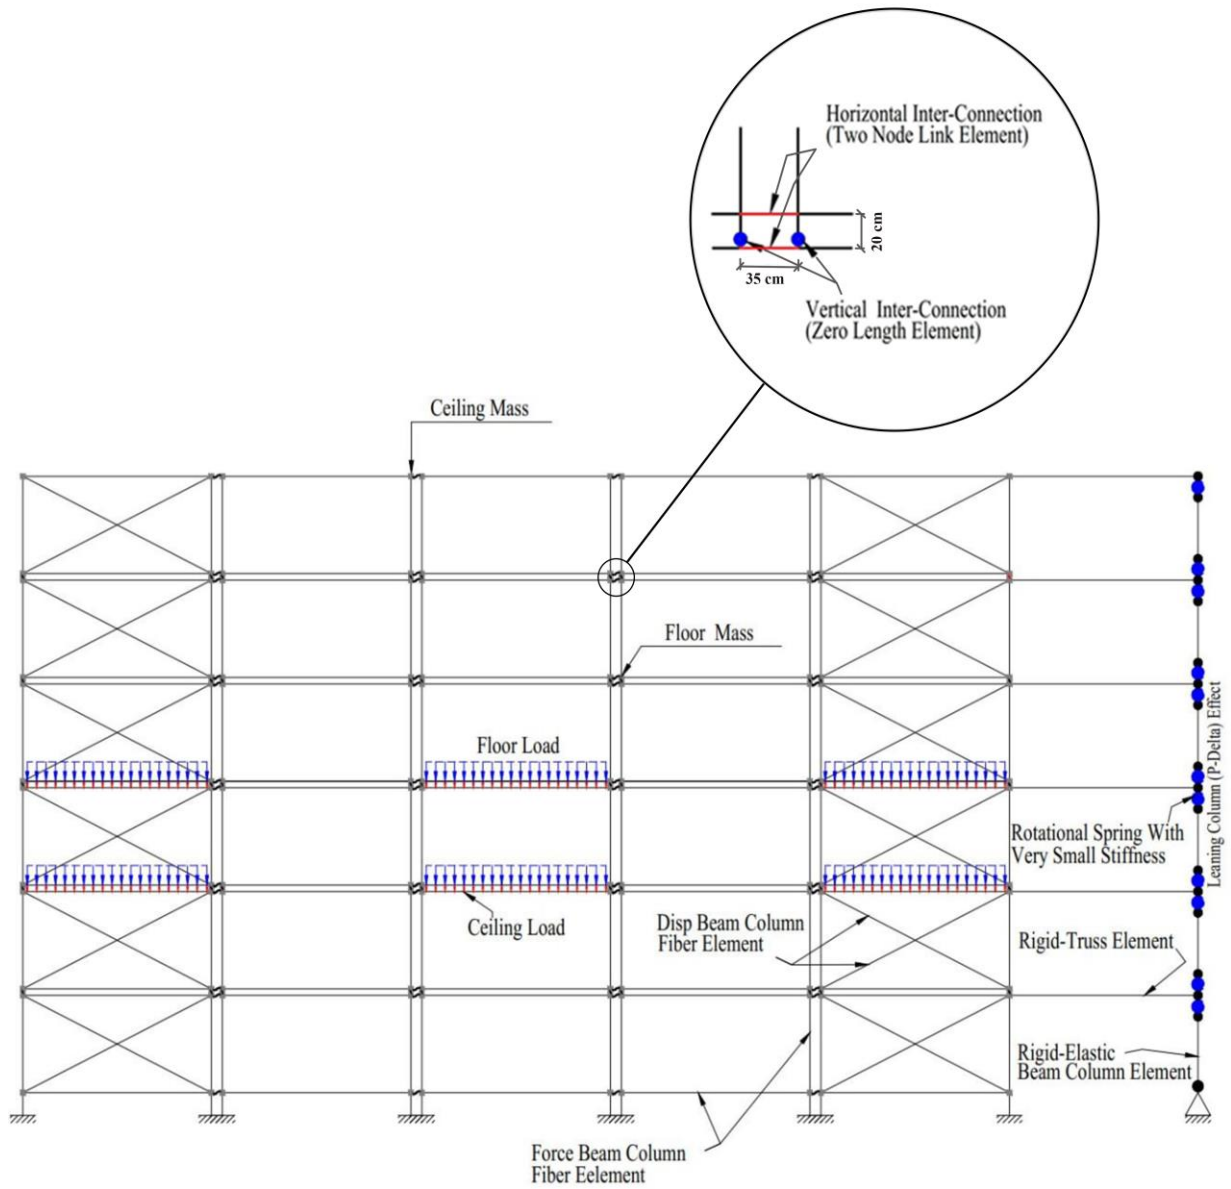 Horizontal Inter-Connection
(Two Node Link Element)
20 cm
35 cm
Vertical Inter-Connection
(Zero Length Element)
Ceiling Mass
Floor Mass
Floor Load
Ceiling Load
Rotational Spring With
Very Small Stiffness
Leaning Column (P-Delta) Effect
Disp Beam Column
Fiber Element
Rigid-Truss Element
Rigid-Elastic
Beam Column Element
Force Beam Column
Fiber Eelement